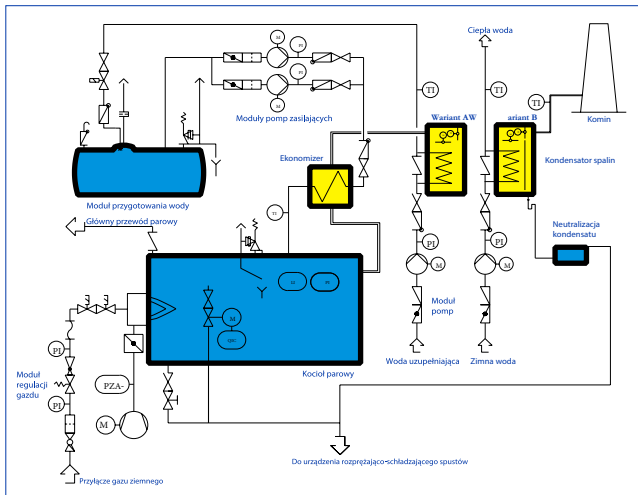 Ciepła woda
M
PI
PI
M
Moduły pomp zasilających
TI
TI
Komin
Wariant AW
ariant B
Kondensator spalin
Ekonomizer
Moduł przygotowania wody
Główny przewód parowy
TI
Neutralizacja
kondensatu
PI
M
PI
M
M
Moduł
pomp
PI
Kocioł parowy
Woda uzupełniająca
Zimna woda
Moduł
regulacji
gazdu
PI
PZA-
M
Do urządzenia rozprężająco-schładzającego spustów
Przyłącze gazu ziemnego